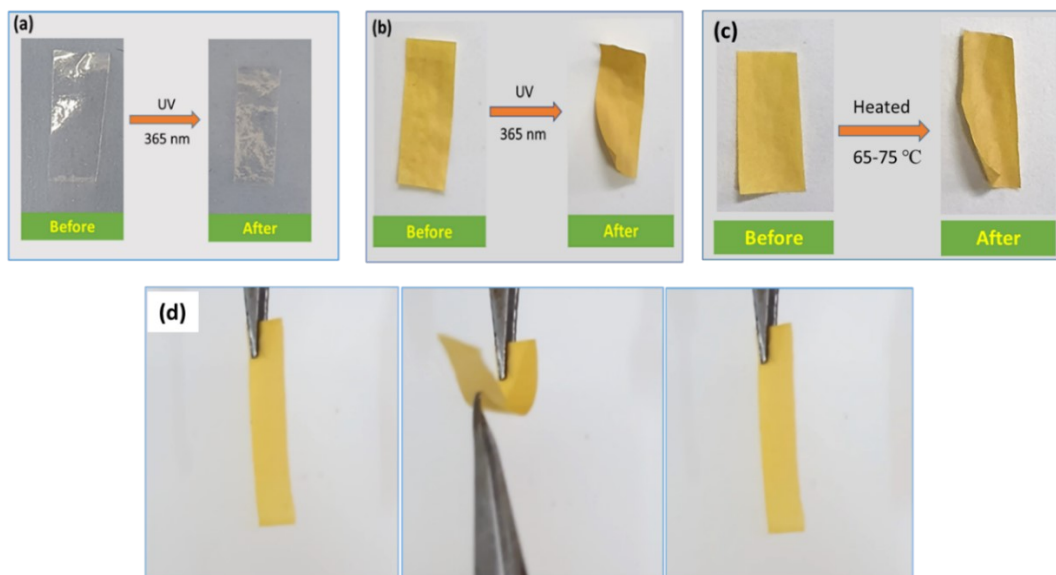 (a)
UV
365 nm
Before
After
(b)
UV
365 nm
Before
After
(c)
Heated
65-75 °C
Before
After
(d)